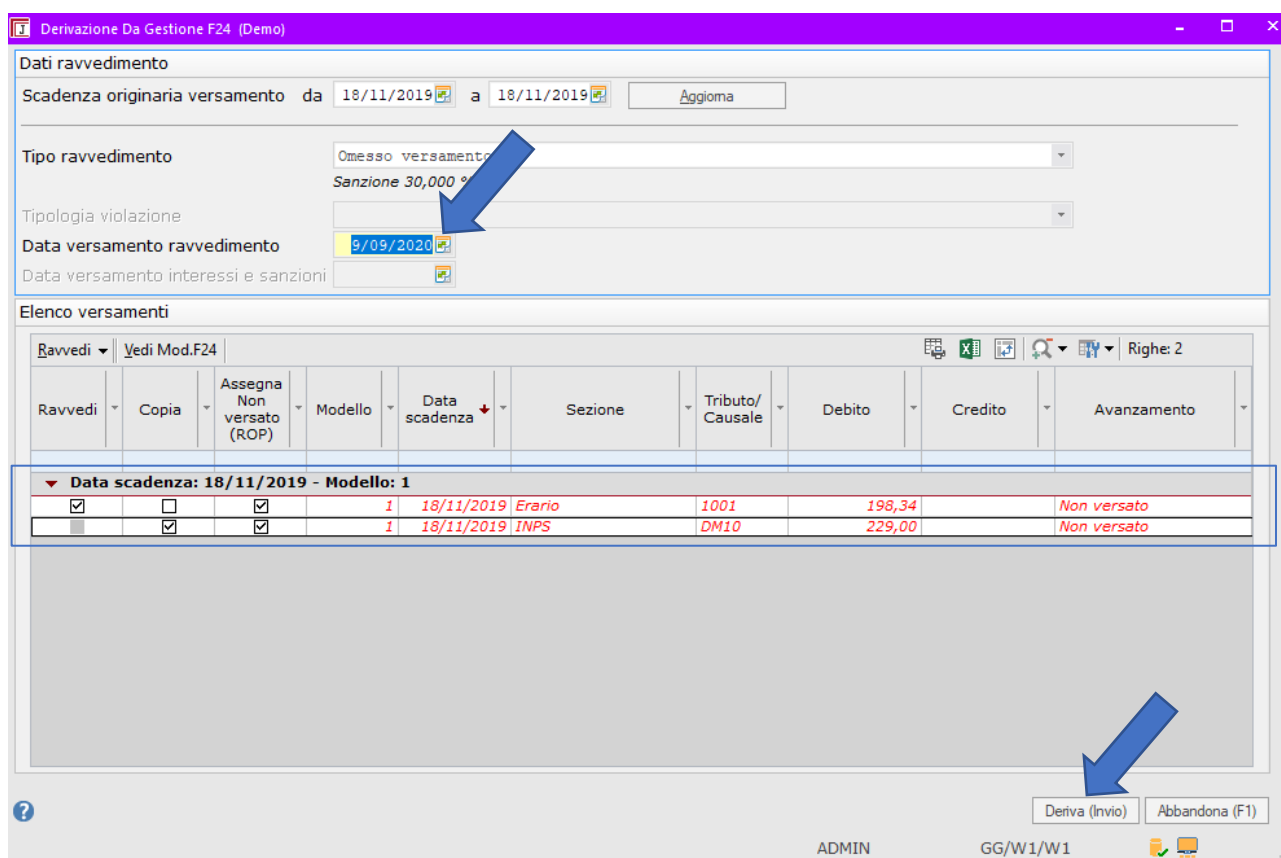 Derivazione Da Gestione F24 (Demo)
Dati ravvedimento
Scadenza originaria versamento da 18/11/2019 a 18/11/2019 Aggiorna
Tipo ravvedimento Omesso versamento
Sanzione 30,000 %
Tipologia violazione
Data versamento ravvedimento 9/09/2020
Data versamento interessi e sanzioni
Elenco versamenti
Ravvedi Vedi Mod.F24 Righe: 2
Ravvedi Copia Assegna Non versato (ROP) Modello Data scadenza Sezione Tributo/ Causale Debito Credito Avanzamento
Data scadenza: 18/11/2019 - Modello: 1
1 18/11/2019 Erario 1001 198,34 Non versato
1 18/11/2019 INPS DM10 229,00 Non versato
Deriva (Invio) Abbandona (F1)
ADMIN GG/W1/W1